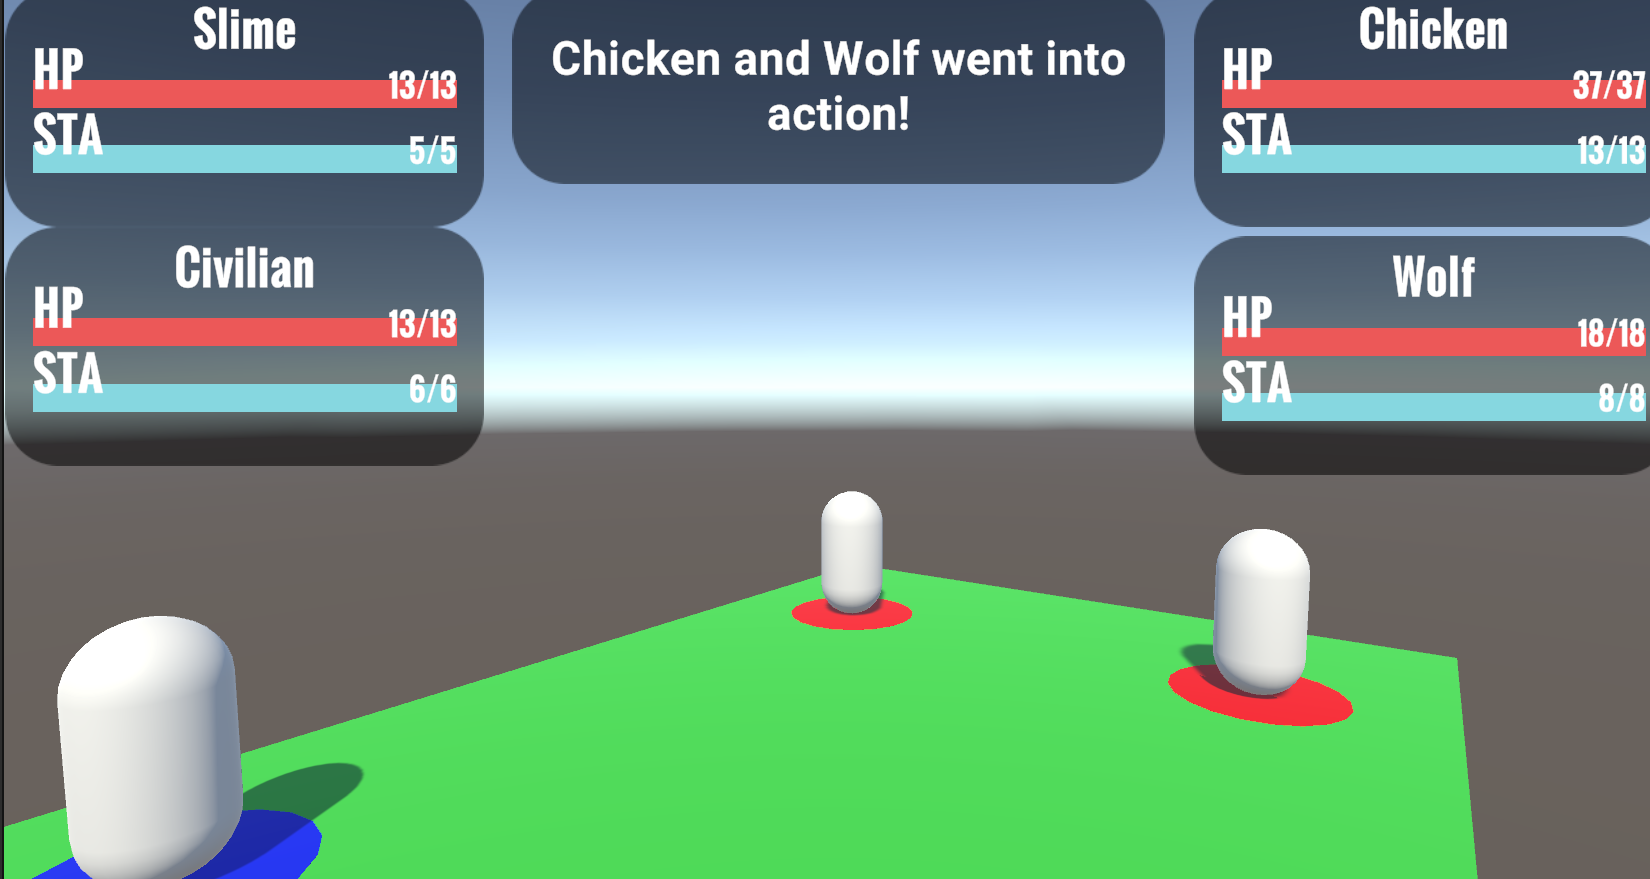 Slime
HP
13/13
STA
5/5
Civilian
HP
13/13
STA
6/6
Chicken and Wolf went into
action!
Chicken
HP
37/37
STA
13/13
Wolf
HP
18/18
STA
8/8